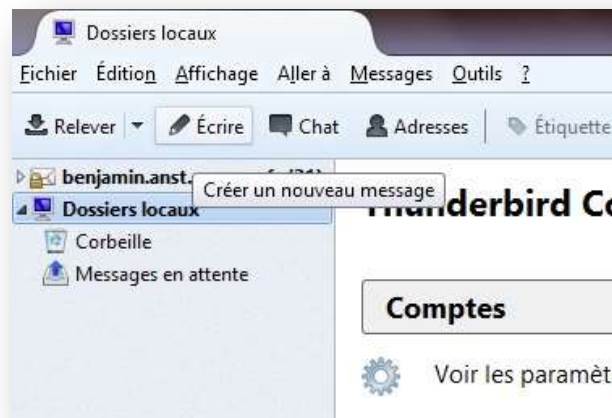 Dossiers locaux
Fichier Édition Affichage Aller à Messages Outils ?
Relever Écrire Chat Adresses Étiquette
benjamin.anst.
Créer un nouveau message
Dossiers locaux
Thunderbird Co
Corbeille
Messages en attente
Comptes
Voir les paramèt